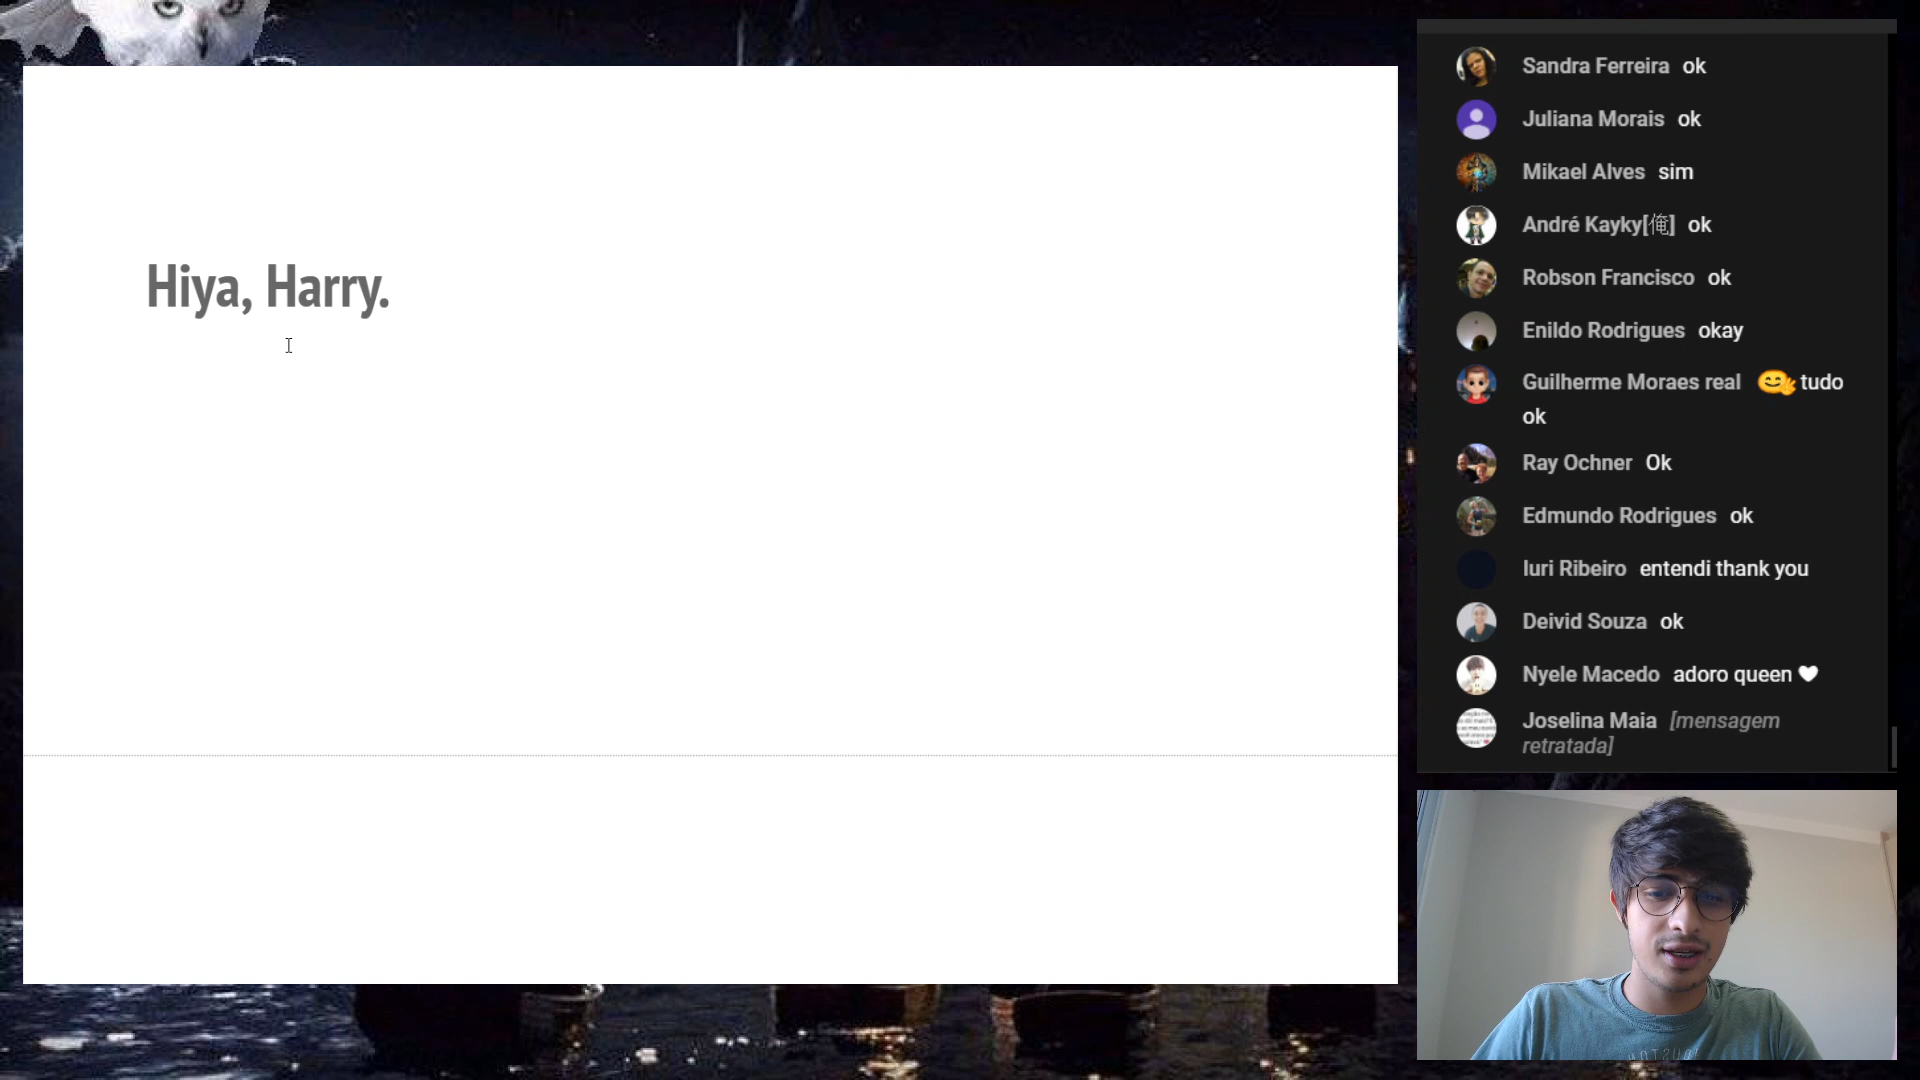 Hiya, Harry.
Sandra Ferreira ok
Juliana Morais ok
Mikael Alves sim
André Kayky[俺] ok
Robson Francisco ok
Enildo Rodrigues okay
Guilherme Moraes real 😊👋 tudo
ok
Ray Ochner Ok
Edmundo Rodrigues ok
Iuri Ribeiro entendi thank you
Deivid Souza ok
Nyele Macedo adoro queen 🤍
Joselina Maia [mensagem
retratada]